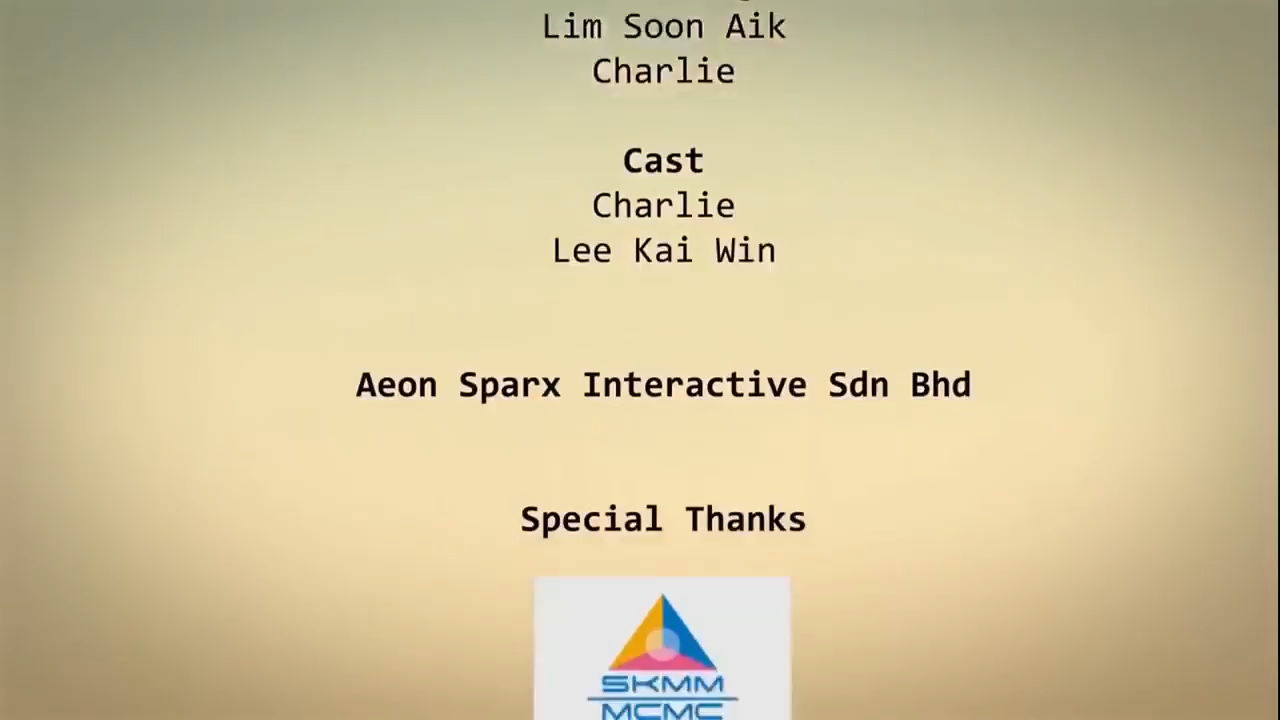 Lim Soon Aik
Charlie
Cast
Charlie
Lee Kai Win
Aeon Sparx Interactive Sdn Bhd
Special Thanks
SKMM
MCMC